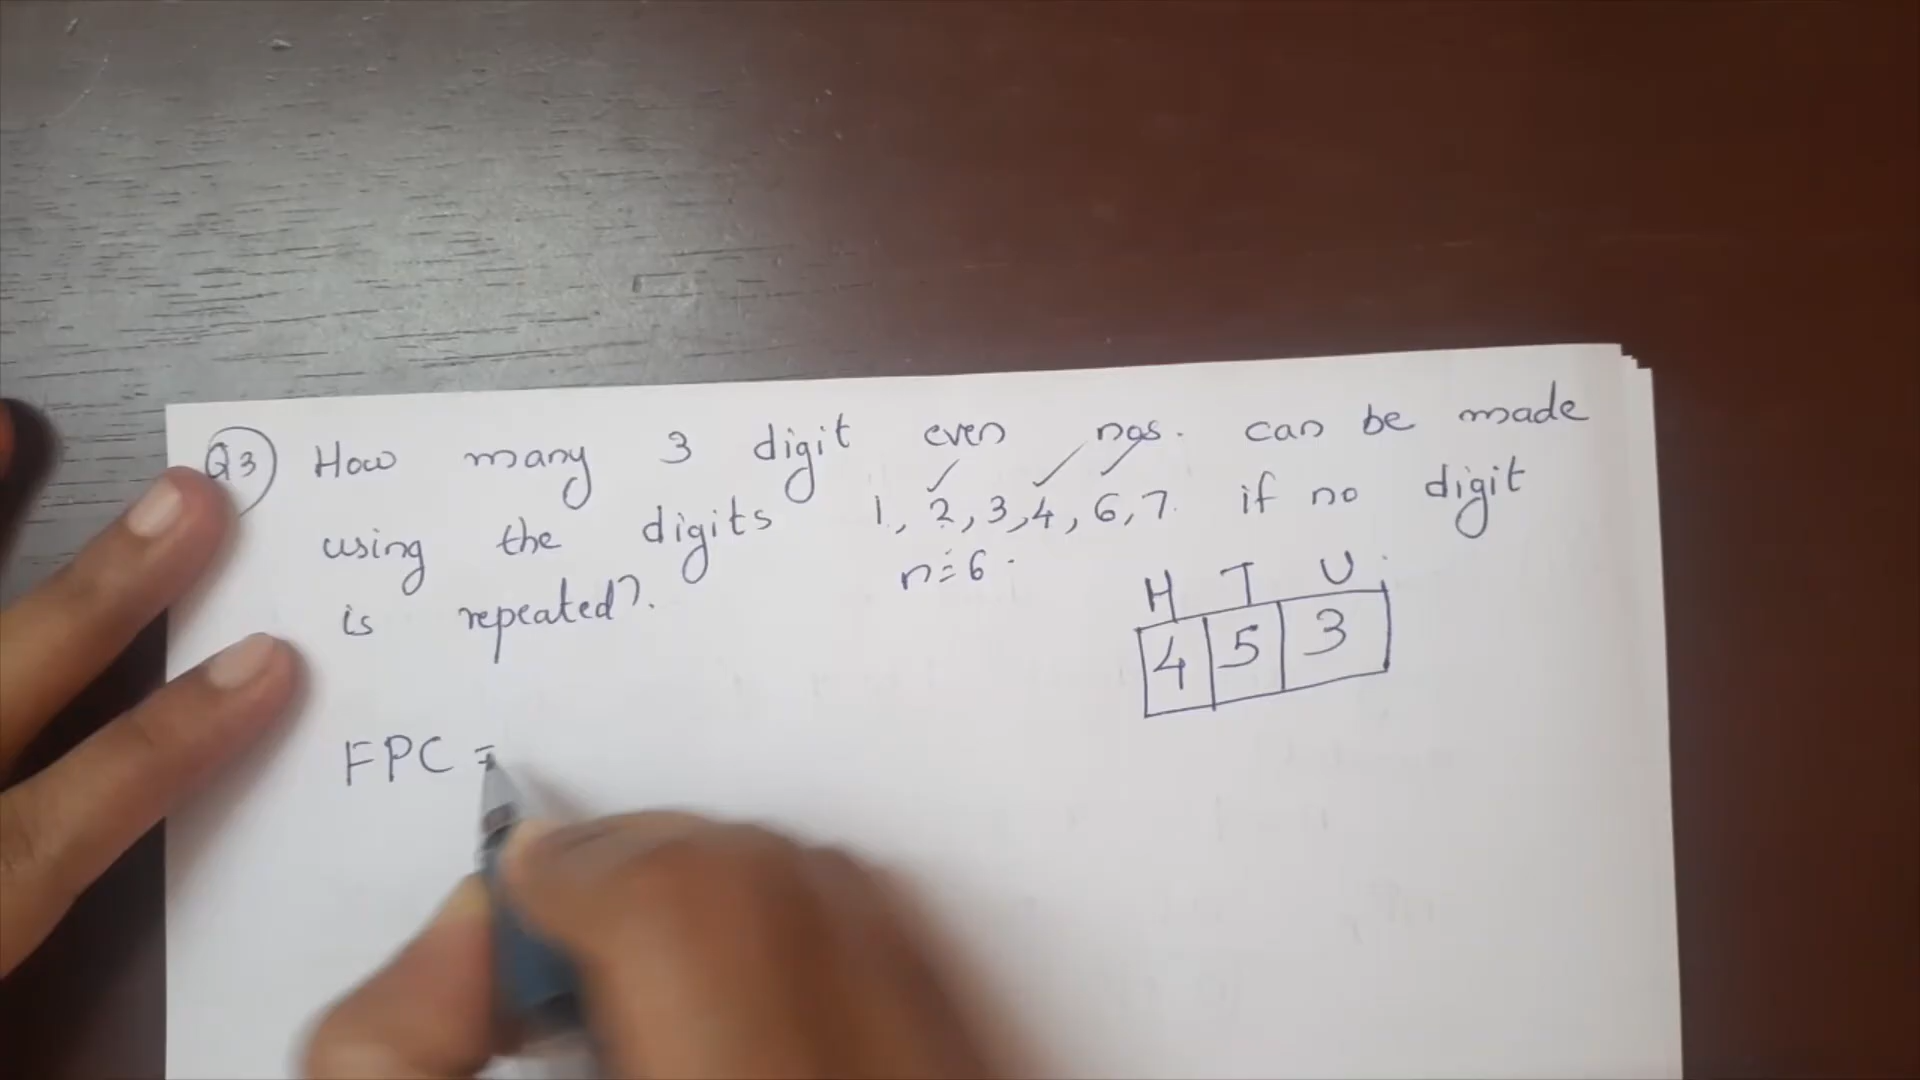 Q3 How many 3 digit even nos. can be made
using the digits 1, 2, 3, 4, 6, 7. if no digit
is repeated?.
n = 6.
H T U
4 5 3
FPC =